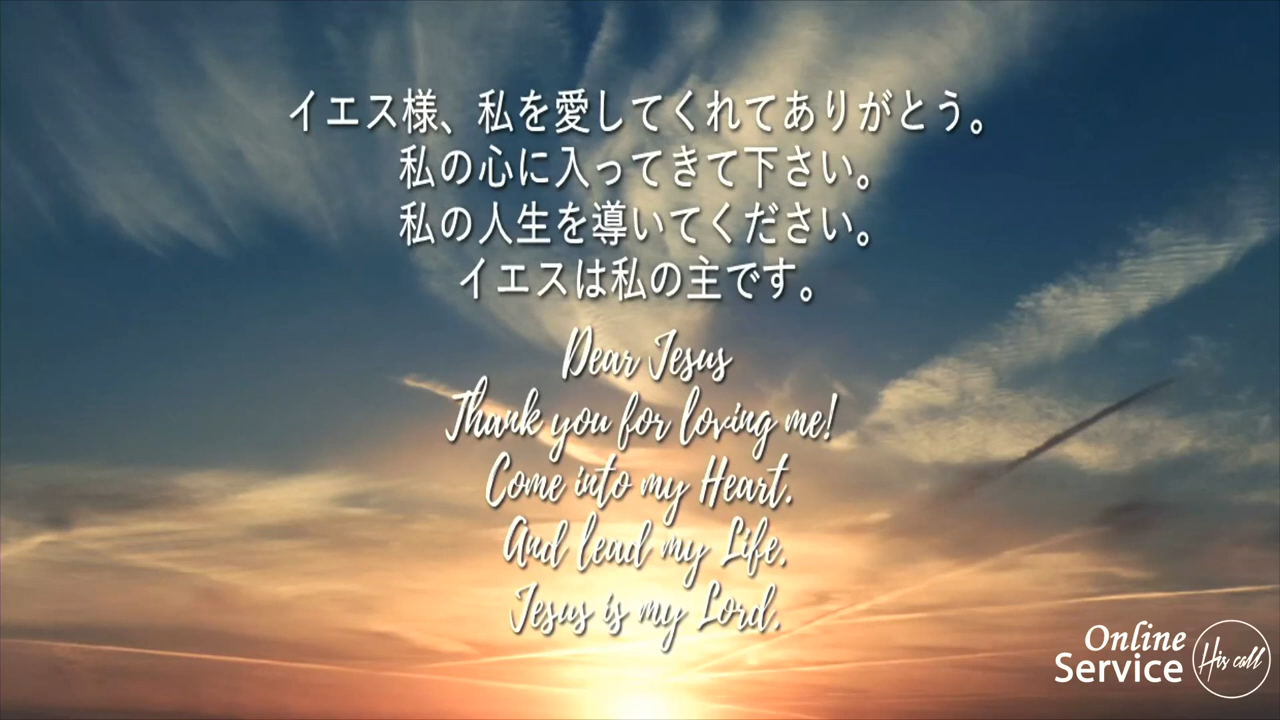 イエス様、私を愛してくれてありがとう。
私の心に入ってきて下さい。
私の人生を導いてください。
イエスは私の主です。
Dear Jesus
Thank you for loving me!
Come into my Heart.
And lead my Life.
Jesus is my Lord.
Online
Service
His call